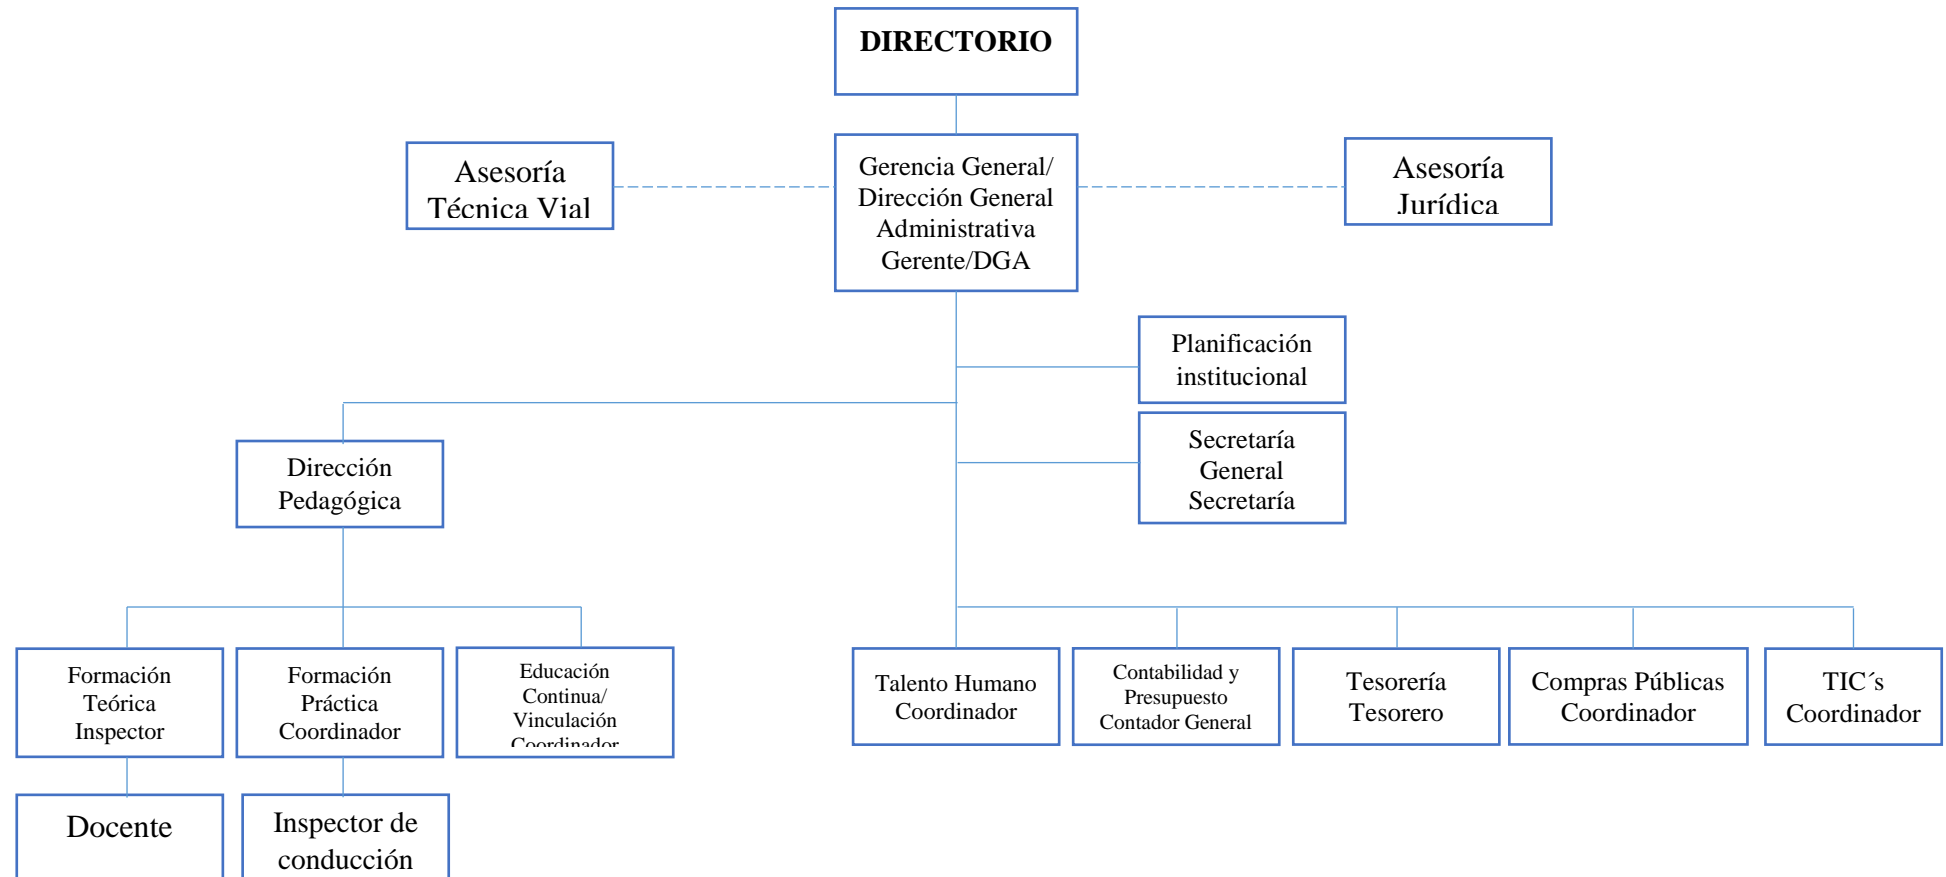 DIRECTORIO
Asesoría
Técnica Vial
Gerencia General/
Dirección General
Administrativa
Gerente/DGA
Asesoría
Jurídica
Planificación
institucional
Secretaría
General
Secretaría
Dirección
Pedagógica
Formación
Teórica
Inspector
Formación
Práctica
Coordinador
Educación
Continua/
Vinculación
Coordinador
Talento Humano
Coordinador
Contabilidad y
Presupuesto
Contador General
Tesorería
Tesorero
Compras Públicas
Coordinador
TIC´s
Coordinador
Docente
Inspector de
conducción